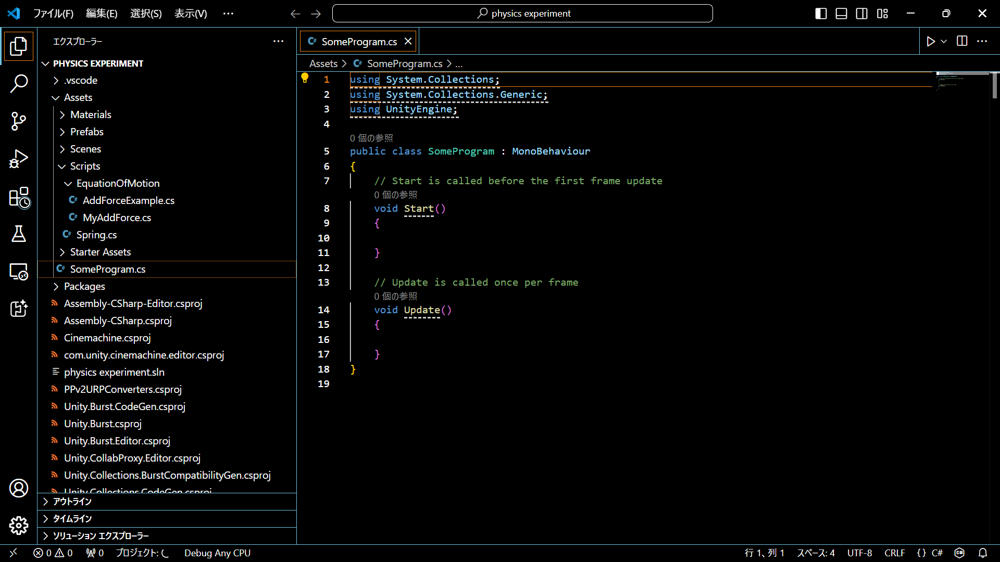 ファイル(F) 編集(E) 選択(S) 表示(V) ···
physics experiment
エクスプローラー
PHYSICS EXPERIMENT
.vscode
Assets
Materials
Prefabs
Scenes
Scripts
EquationOfMotion
AddForceExample.cs
MyAddForce.cs
Spring.cs
Starter Assets
SomeProgram.cs
Packages
Assembly-CSharp-Editor.csproj
Assembly-CSharp.csproj
Cinemachine.csproj
com.unity.cinemachine.editor.csproj
physics experiment.sln
PPv2URPConverters.csproj
Unity.Burst.CodeGen.csproj
Unity.Burst.csproj
Unity.Burst.Editor.csproj
Unity.CollabProxy.Editor.csproj
Unity.Collections.BurstCompatibilityGen.csproj
Unity.Collections.CodeGen.csproj
アウトライン
タイムライン
ソリューション エクスプローラー
SomeProgram.cs
Assets > SomeProgram.cs > ...
1 using System.Collections;
2 using System.Collections.Generic;
3 using UnityEngine;
4
0 個の参照
5 public class SomeProgram : MonoBehaviour
6 {
7 // Start is called before the first frame update
0 個の参照
8 void Start()
9 {
10
11 }
12
13 // Update is called once per frame
0 個の参照
14 void Update()
15 {
16
17 }
18 }
19
0 0 0 プロジェクト: Debug Any CPU 行 1、列 1 スペース: 4 UTF-8 CRLF {} C#